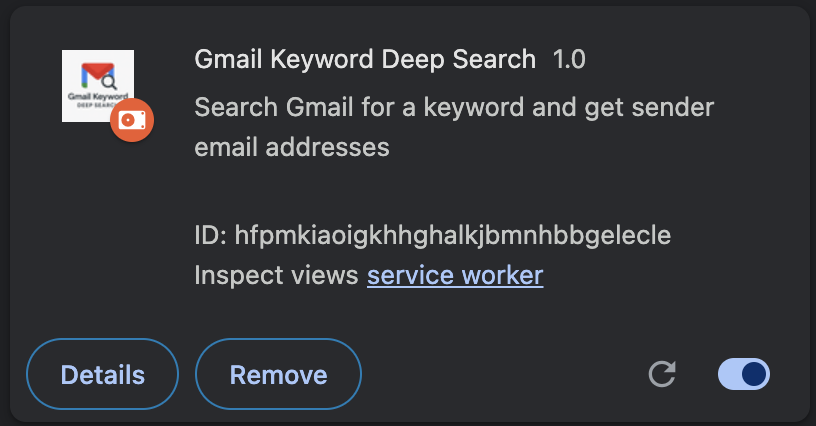 Gmail Keyword Deep Search 1.0
Gmail Keyword
DEEP SEARCH
Search Gmail for a keyword and get sender
email addresses
ID: hfpmkiaoigkhhghalkjbmnhbbgelecle
Inspect views service worker
Details Remove